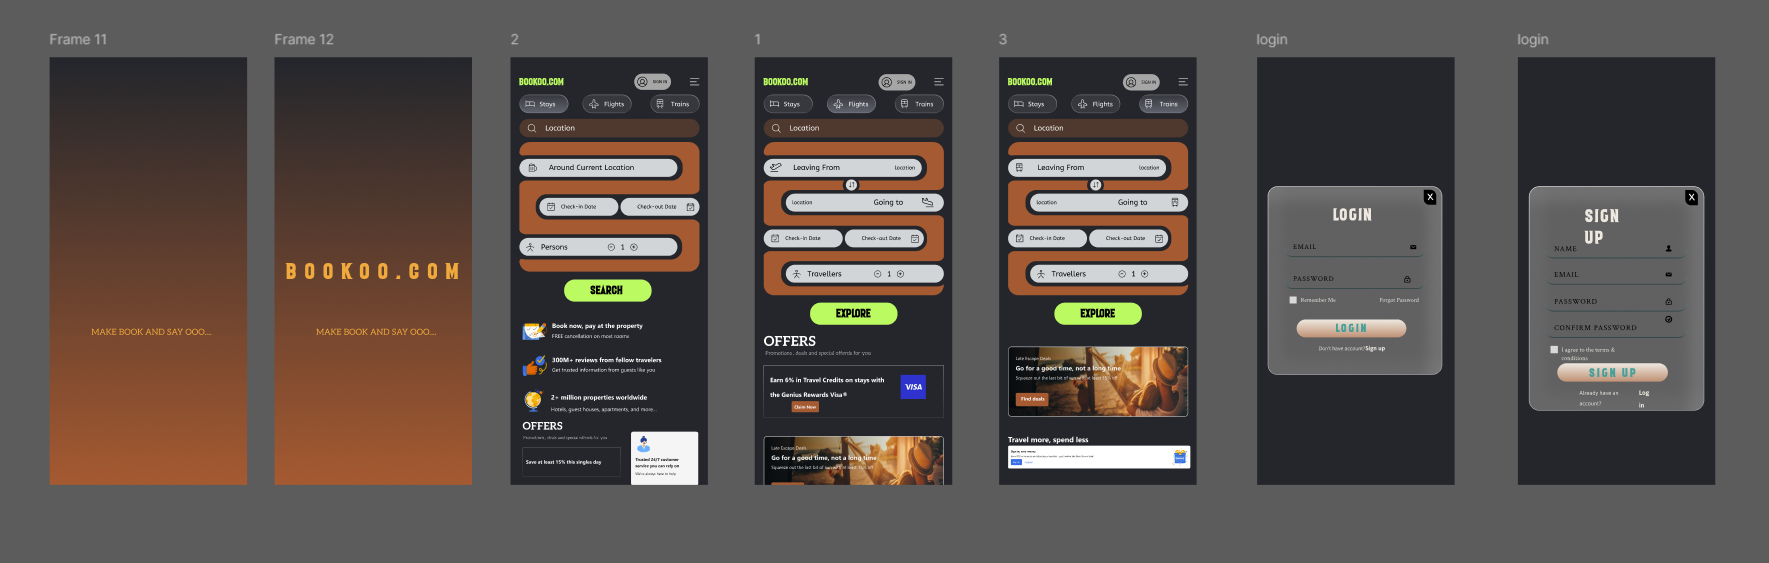 Frame 11
MAKE BOOK AND SAY OOO....
Frame 12
BOOKOO.COM
MAKE BOOK AND SAY OOO....
2
BOOKOO.COM
SIGN IN
Stays
Flights
Trains
Location
Around Current Location
Check-in Date
Check-out Date
Persons
1
SEARCH
Book now, pay at the property
FREE cancellation on most rooms
300M+ reviews from fellow travelers
Get trusted information from guests like you
2+ million properties worldwide
Hotels, guest houses, apartments, and more...
OFFERS
Promotions, deals and special offerds for you
Save at least 15% this singles day
Trusted 24/7 customer
service you can rely on
We're always here to help
1
BOOKOO.COM
SIGN IN
Stays
Flights
Trains
Location
Leaving From
location
location
Going to
Check-in Date
Check-out Date
Travellers
1
EXPLORE
OFFERS
Promotions, deals and special offerds for you
Earn 6% in Travel Credits on stays with
the Genius Rewards Visa®
Claim Now
VISA
Late Escape Deals
Go for a good time, not a long time
Squeeze out the last bit of sun with at least 15% off
3
BOOKOO.COM
SIGN IN
Stays
Flights
Trains
Location
Leaving From
location
location
Going to
Check-in Date
Check-out Date
Travellers
1
EXPLORE
Late Escape Deals
Go for a good time, not a long time
Squeeze out the last bit of sun with at least 15% off
Find deals
Travel more, spend less
login
X
LOGIN
EMAIL
PASSWORD
Remember Me
Forgot Password
LOGIN
Don't have account?Sign up
login
X
SIGN
UP
NAME
EMAIL
PASSWORD
CONFIRM PASSWORD
I agree to the terms &
conditions
SIGN UP
Already have an
account?
Log
in